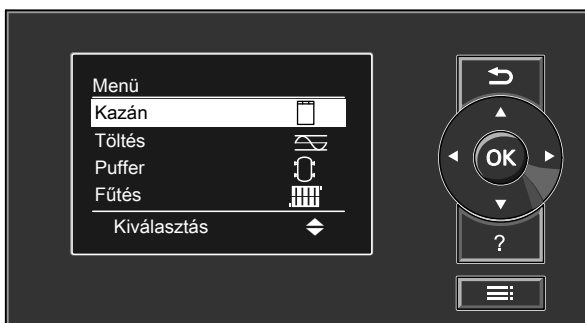 Menü
Kazán
Töltés
Puffer
Fűtés
Kiválasztás
OK
?